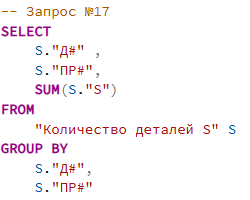 -- Запрос №17
SELECT
S."Д#" ,
S."ПР#",
SUM(S."S")
FROM
"Количество деталей S" S
GROUP BY
S."Д#",
S."ПР#"